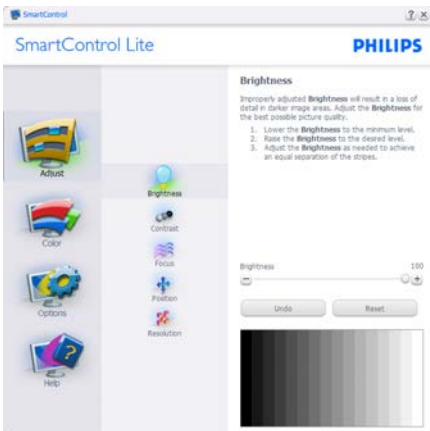 SmartControl
SmartControl Lite
PHILIPS
Adjust
Color
Options
Help
Brightness
Contrast
Focus
Position
Resolution
Brightness
Improperly adjusted Brightness will result in a loss of
detail in darker image areas. Adjust the Brightness for
the best possible picture quality.
1. Lower the Brightness to the minimum level.
2. Raise the Brightness to the desired level.
3. Adjust the Brightness as needed to achieve
an equal separation of the stripes.
Brightness 100
Undo Reset